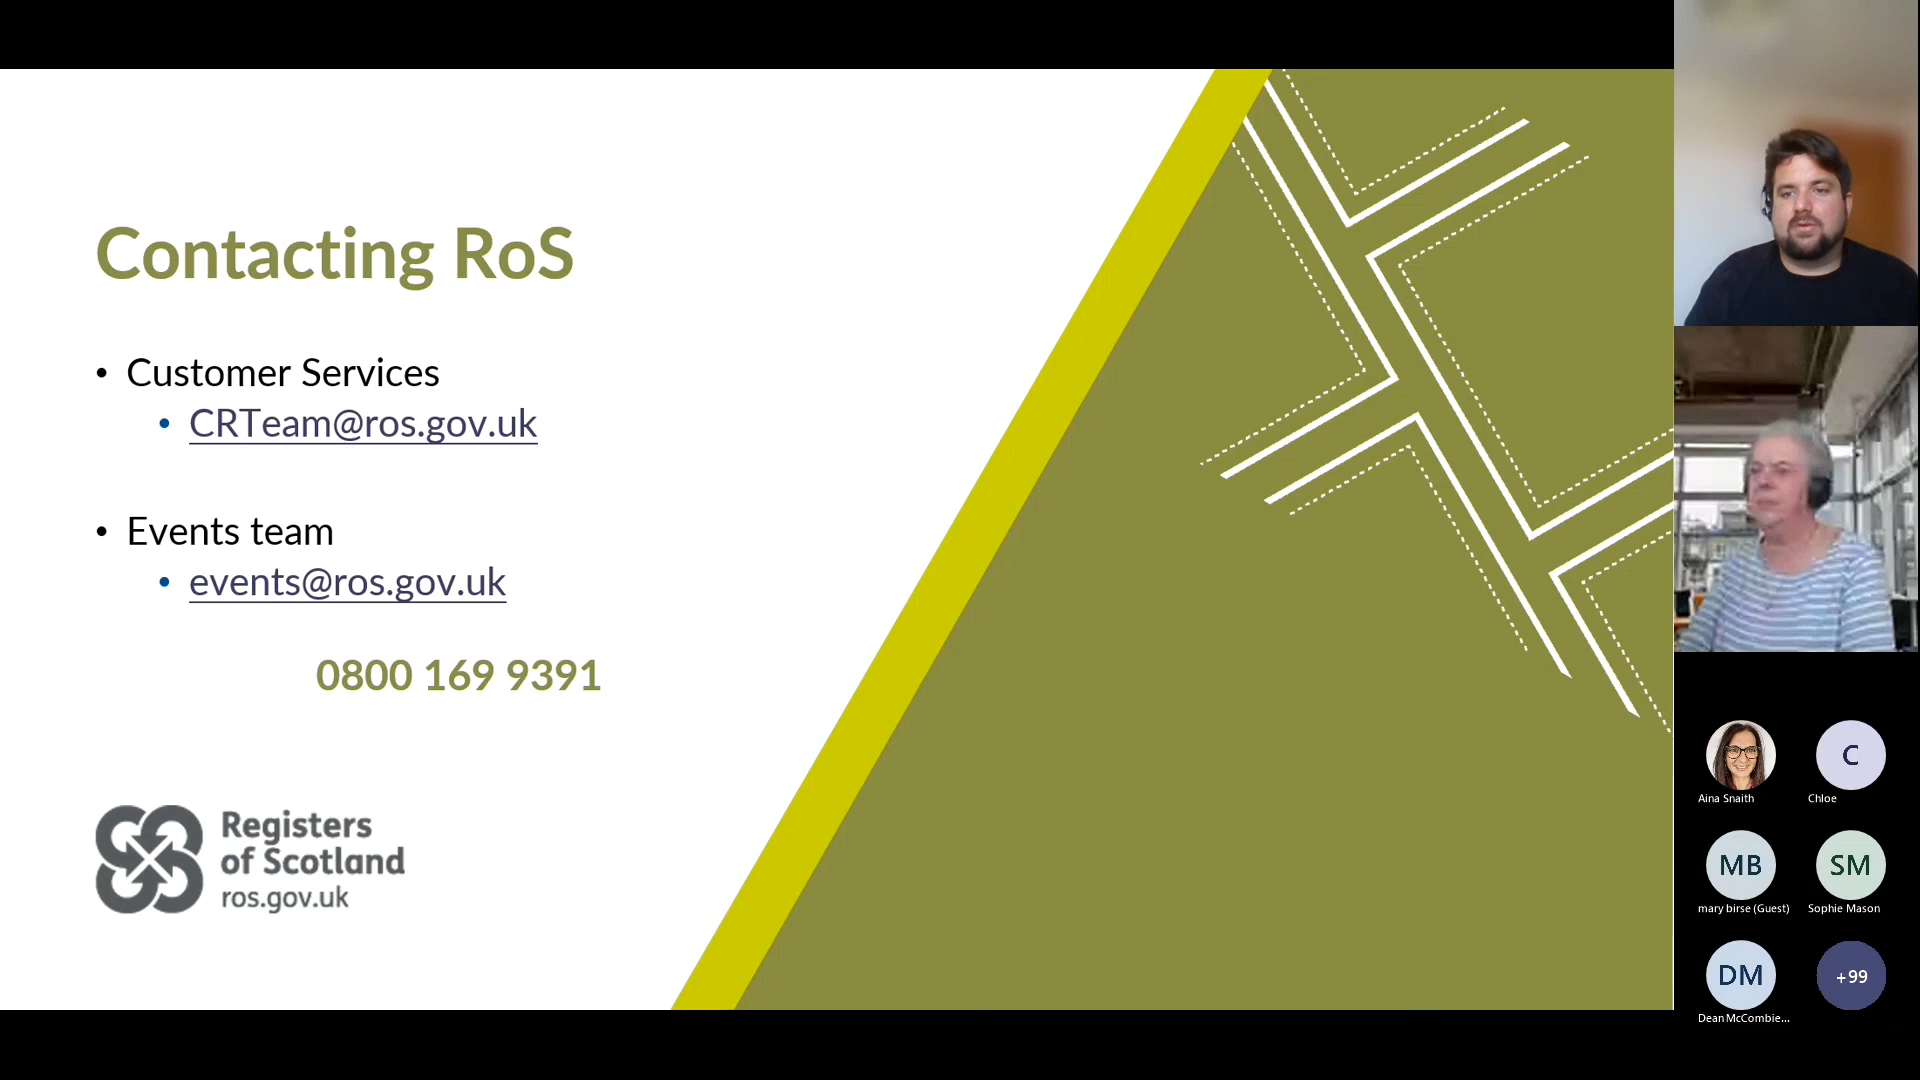 Contacting RoS
• Customer Services
• CRTeam@ros.gov.uk
• Events team
• events@ros.gov.uk
0800 169 9391
Registers
of Scotland
ros.gov.uk
Aina Snaith
C
Chloe
MB
mary birse (Guest)
SM
Sophie Mason
DM
Dean McCombie...
+99